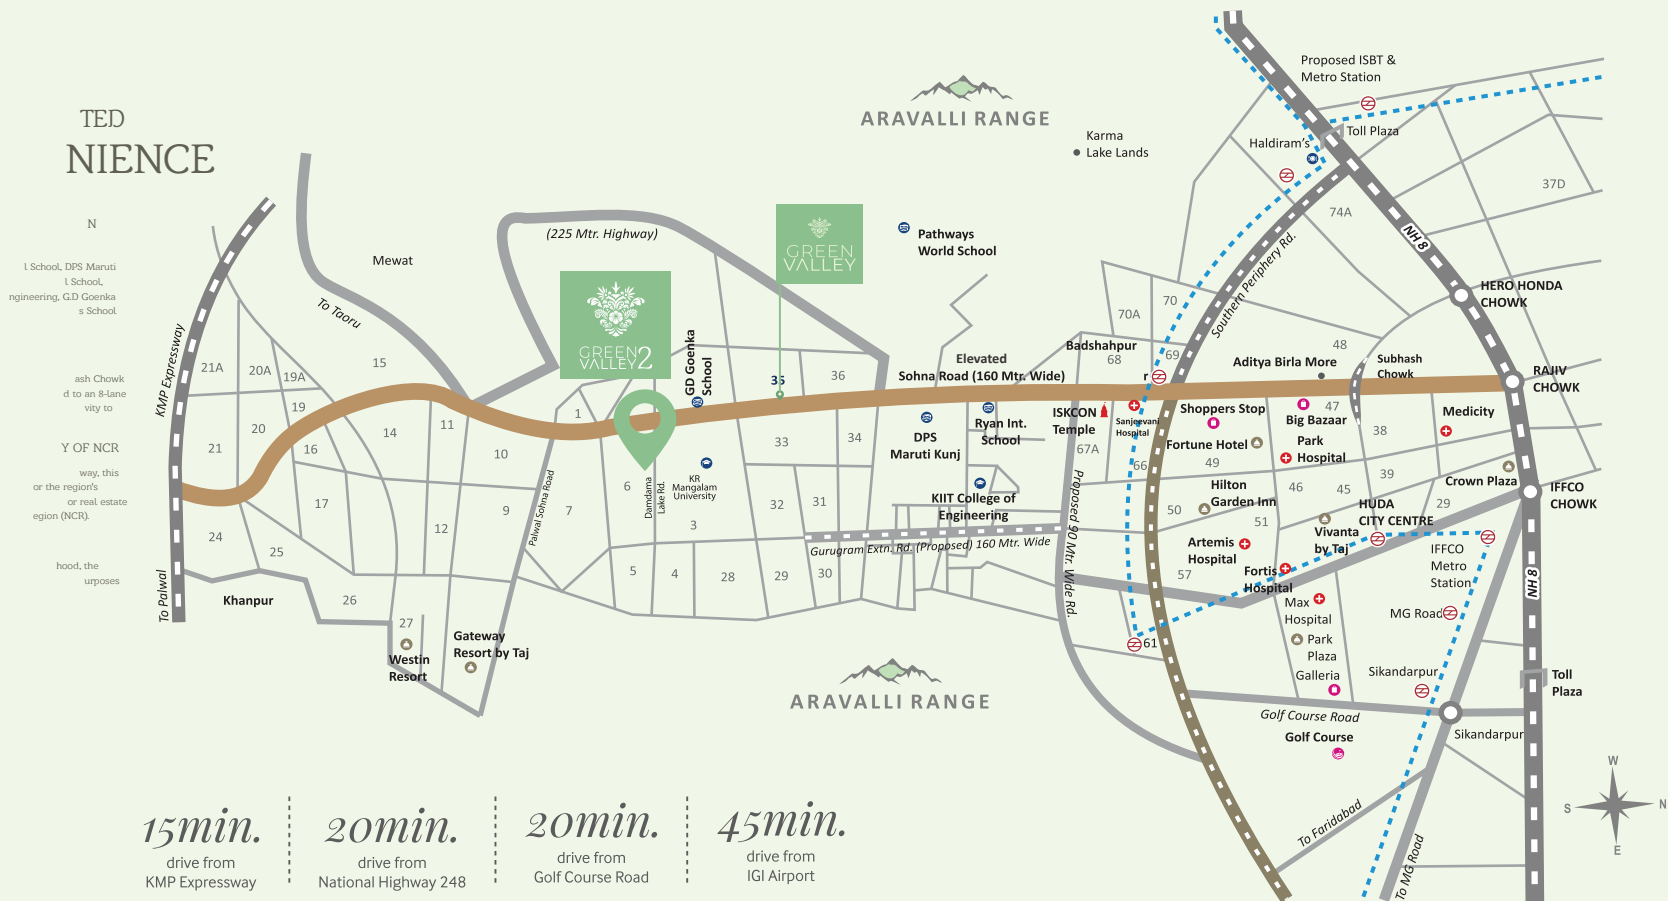 TED
NIENCE
N
l School, DPS Maruti
l School,
ngineering, G.D Goenka
s School.
ash Chowk
d to an 8-lane
vity to
Y OF NCR
way, this
or the region's
or real estate
egion (NCR).
hood, the
urposes
ARAVALLI RANGE
Karma
Lake Lands
Proposed ISBT &
Metro Station
Toll Plaza
Haldiram's
37D
74A
NH 8
HERO HONDA
CHOWK
Southern Periphery Rd.
(225 Mtr. Highway)
GREEN
VALLEY
Pathways
World School
Mewat
To Taoru
KMP Expressway
GREEN
VALLEY2
GD Goenka
School
70
70A
Badshahpur
68
69
48
Subhash
Chowk
Aditya Birla More
RAJIV
CHOWK
Elevated
Sohna Road (160 Mtr. Wide)
r
21A
20A
19A
15
35
36
19
1
20
16
14
11
10
21
17
12
9
7
6
33
34
32
31
3
24
25
26
27
5
4
28
29
30
DPS
Maruti Kunj
Ryan Int.
School
ISKCON
Temple
Sanjeevani
Hospital
67A
66
Shoppers Stop
Fortune Hotel
49
Big Bazaar
47
Park
Hospital
38
Medicity
39
Crown Plaza
IFFCO
CHOWK
KR
Mangalam
University
Dandama
Lake Rd.
Palwal Sohna Road
KIIT College of
Engineering
Gurugram Extn. Rd. (Proposed) 160 Mtr. Wide
Proposed 90 Mtr. Wide Rd.
Hilton
Garden Inn
50
46
45
51
HUDA
CITY CENTRE
29
Vivanta
by Taj
Artemis
Hospital
57
Fortis
Hospital
IFFCO
Metro
Station
NH 8
Max
Hospital
MG Road
Park
Plaza
61
Galleria
Sikandarpur
Toll
Plaza
Golf Course Road
Golf Course
Sikandarpur
To Palwal
Khanpur
Westin
Resort
Gateway
Resort by Taj
ARAVALLI RANGE
To Faridabad
To MG Road
W
S
N
E
15min.
drive from
KMP Expressway
20min.
drive from
National Highway 248
20min.
drive from
Golf Course Road
45min.
drive from
IGI Airport